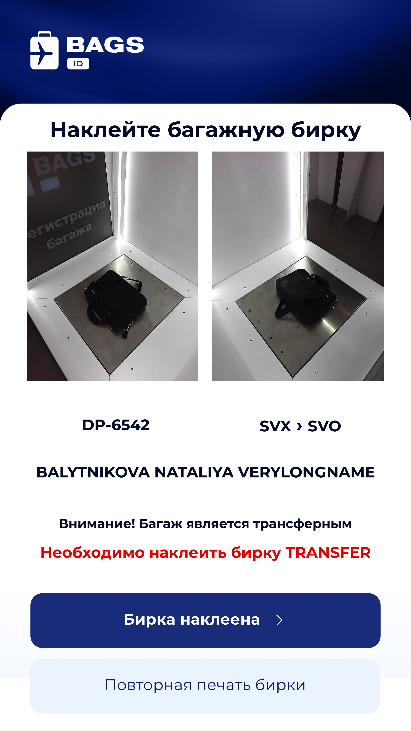 BAGS
ID
Наклейте багажную бирку
BAGS
регистрация
багажа
DP-6542
SVX › SVO
BALYTNIKOVA NATALIYA VERYLONGNAME
Внимание! Багаж является трансферным
Необходимо наклеить бирку TRANSFER
Бирка наклеена
Повторная печать бирки